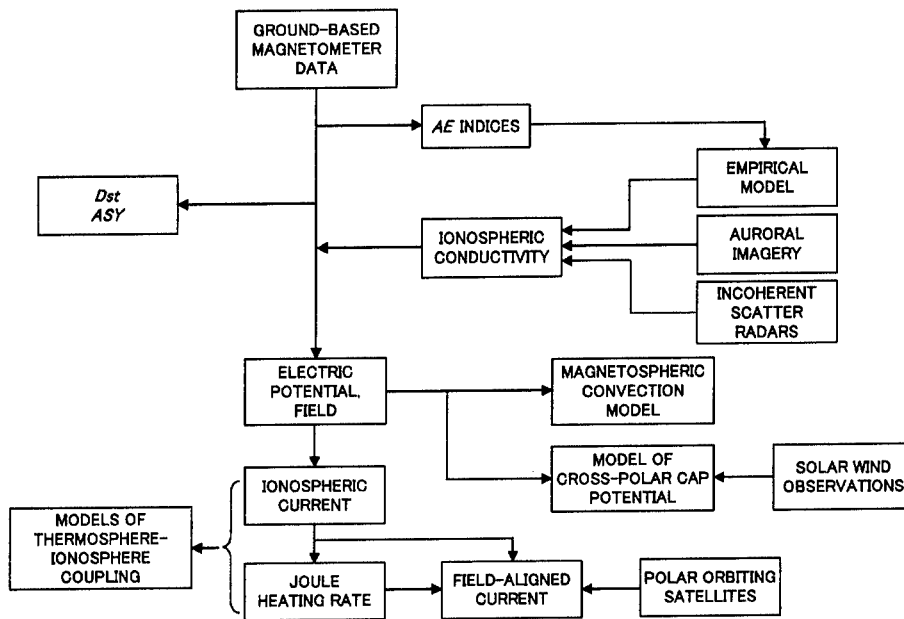 GROUND-BASED
MAGNETOMETER
DATA
AE INDICES
EMPIRICAL
MODEL
Dst
ASY
IONOSPHERIC
CONDUCTIVITY
AURORAL
IMAGERY
INCOHERENT
SCATTER
RADARS
ELECTRIC
POTENTIAL,
FIELD
MAGNETOSPHERIC
CONVECTION
MODEL
MODEL OF
CROSS-POLAR CAP
POTENTIAL
SOLAR WIND
OBSERVATIONS
IONOSPHERIC
CURRENT
MODELS OF
THERMOSPHERE-
IONOSPHERE
COUPLING
JOULE
HEATING RATE
FIELD-ALIGNED
CURRENT
POLAR ORBITING
SATELLITES